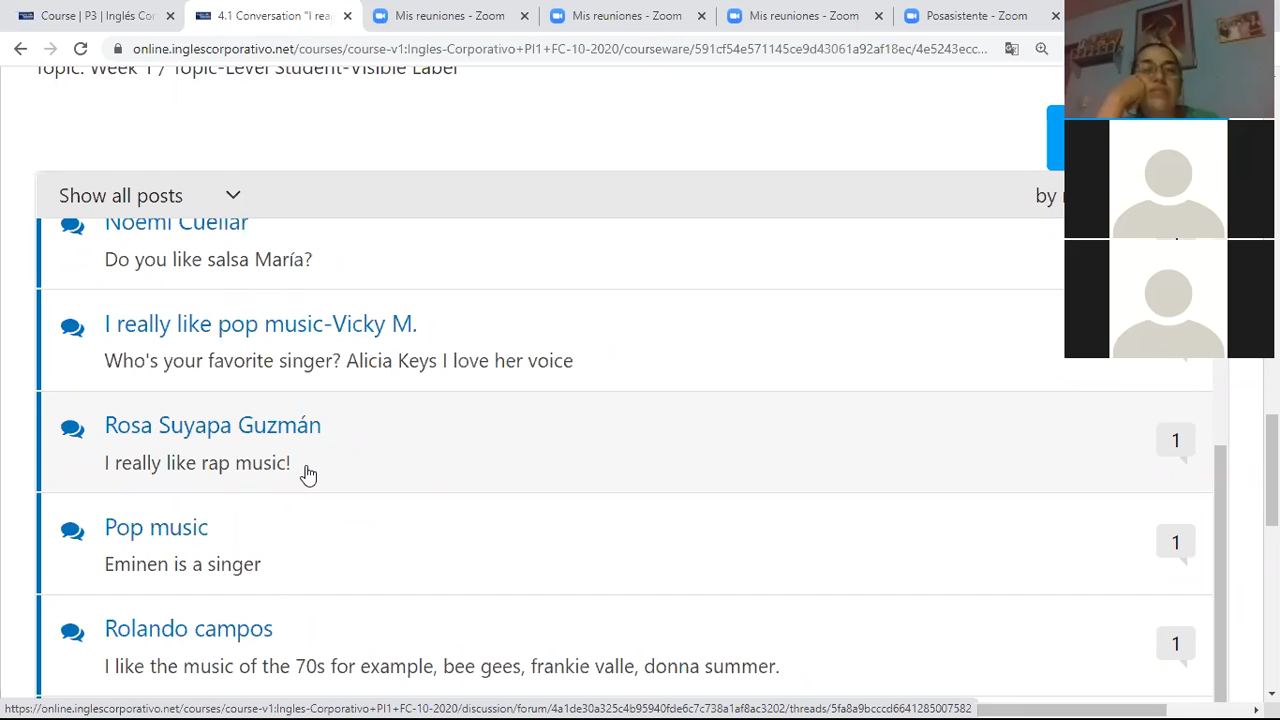 Course | P3 | Inglés Co
4.1 Conversation "I rea
Mis reuniones - Zoom
Mis reuniones - Zoom
Mis reuniones - Zoom
Posasistente - Zoom
online.inglescorporativo.net/courses/course-v1:Ingles-Corporativo+PI1+FC-10-2020/courseware/591cf54e571145ce9d43061a92af18ec/4e5243ecc...
Topic: Week 1 / Topic-Level Student-Visible Label
Show all posts
by
Noemí Cuellar
Do you like salsa María?
I really like pop music-Vicky M.
Who's your favorite singer? Alicia Keys I love her voice
Rosa Suyapa Guzmán
I really like rap music!
1
Pop music
Eminen is a singer
1
Rolando campos
I like the music of the 70s for example, bee gees, frankie valle, donna summer.
1
https://online.inglescorporativo.net/courses/course-v1:Ingles-Corporativo+PI1+FC-10-2020/discussion/forum/4a1de30a325c4b95940fde6c7c738a1af8ac3202/threads/5fa8a9bcccd6641285007582